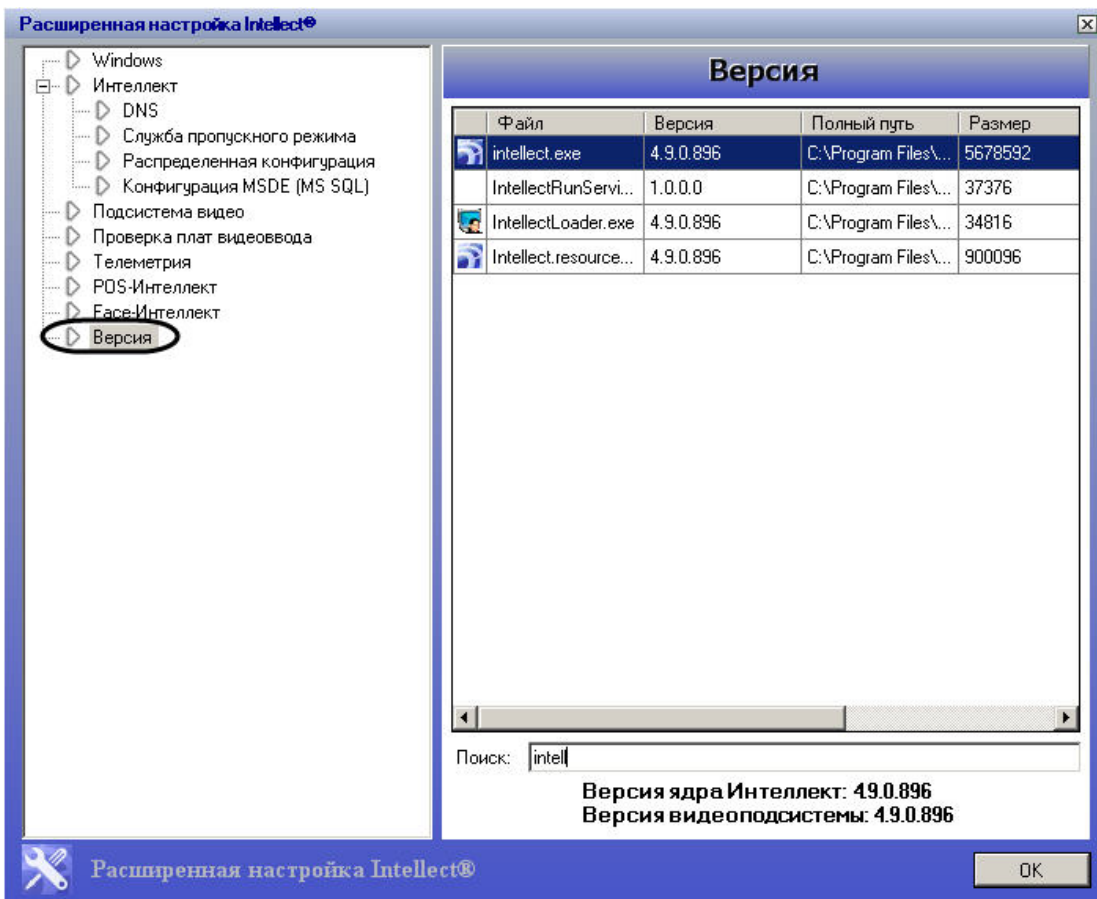 Расширенная настройка Intellect®
Windows
Интеллект
DNS
Служба пропускного режима
Распределенная конфигурация
Конфигурация MSDE (MS SQL)
Подсистема видео
Проверка плат видеоввода
Телеметрия
POS-Интеллект
Face-Интеллект
Версия
Версия
Файл Версия Полный путь Размер
intellect.exe 4.9.0.896 C:\Program Files\... 5678592
IntellectRunServi... 1.0.0.0 C:\Program Files\... 37376
IntellectLoader.exe 4.9.0.896 C:\Program Files\... 34816
Intellect.resource... 4.9.0.896 C:\Program Files\... 900096
Поиск: intell
Версия ядра Интеллект: 4.9.0.896
Версия видеоподсистемы: 4.9.0.896
Расширенная настройка Intellect®
OK